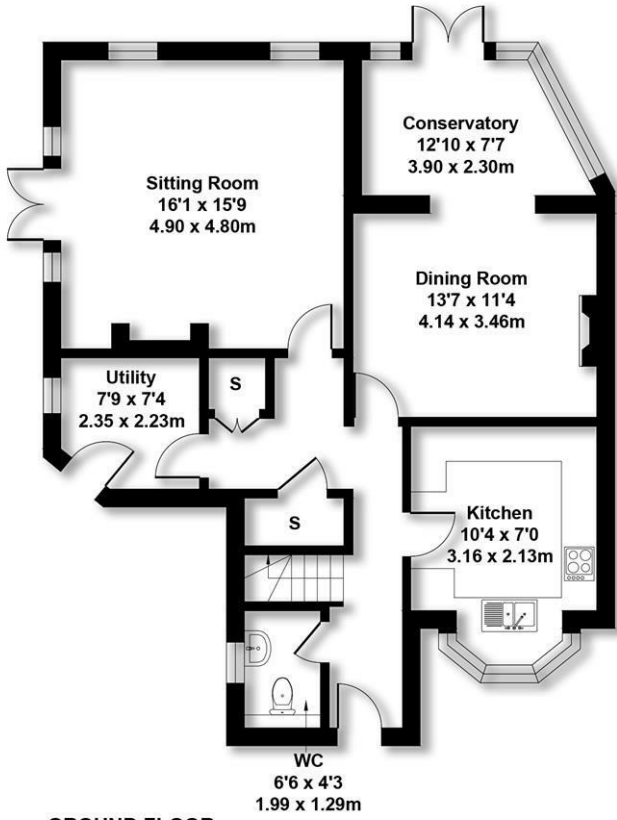 Conservatory
12'10 x 7'7
3.90 x 2.30m
Sitting Room
16'1 x 15'9
4.90 x 4.80m
Dining Room
13'7 x 11'4
4.14 x 3.46m
Utility
7'9 x 7'4
2.35 x 2.23m
S
S
Kitchen
10'4 x 7'0
3.16 x 2.13m
WC
6'6 x 4'3
1.99 x 1.29m
GROUND FLOOR